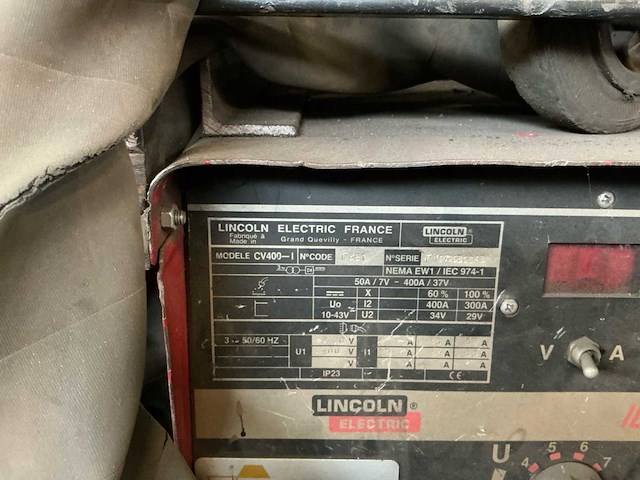 LINCOLN ELECTRIC FRANCE LINCOLN ® ELECTRIC
Fabriqué à
Made in Grand Quevilly - FRANCE
MODELE CV400-I N°CODE N°SERIE
NEMA EW1 / IEC 974-1
50A / 7V - 400A / 37V
X 60% 100%
Uo I2 400A 300A
10-43V U2 34V 29V
3 ~ 50/60 HZ U1 V I1 A A A
V A A A
V A A A
IP23 CE
V A
LINCOLN ®
ELECTRIC
U
4 5 6 7